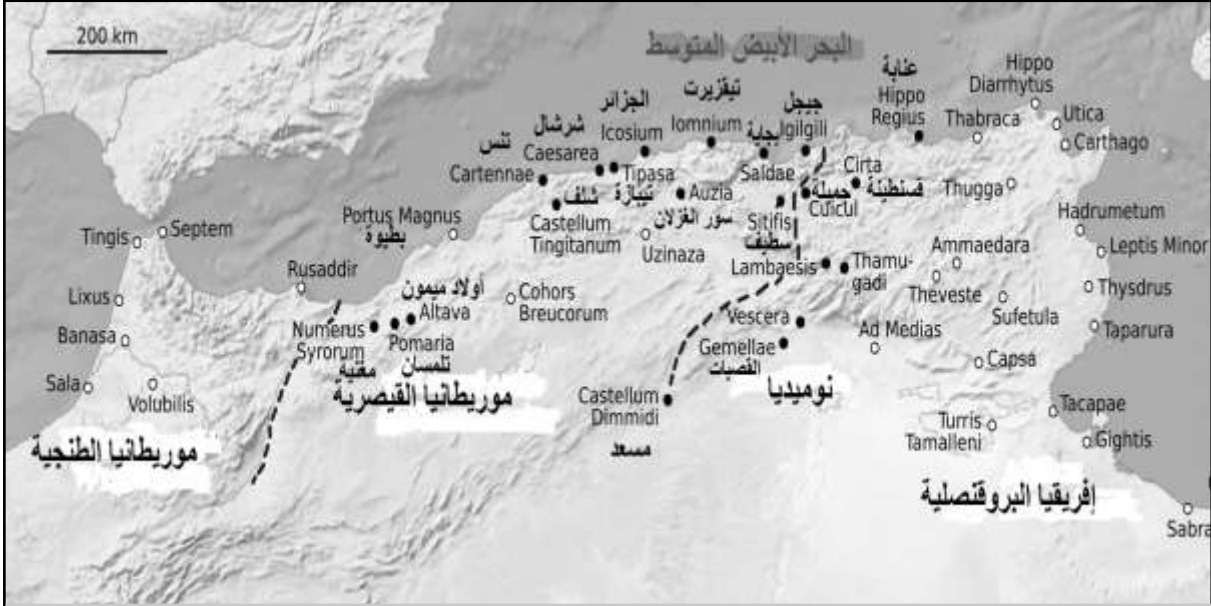 200 km
البحر الأبيض المتوسط
عنابة
Hippo
Regius
Hippo
Diarrhytus
Utica
Carthago
Thabraca
جيجل
Igilgili
تيقزيرت
Iomnium
الجزائر
Icosium
شرشال
Caesarea
تنس
Cartennae
Tipasa
تيبازة
بجاية
Saldae
Cirta
قسنطينة
جميلة
Cuicul
Thugga
Auzia
سور الغزلان
شلف
Castellum
Tingitanum
Uzinaza
Sitifis
سطيف
Hadrumetum
Leptis Minor
Portus Magnus
بطيوة
Septem
Tingis
Rusaddir
Lambaesis
Thamu-
gadi
Ammaedara
Theveste
Thysdrus
Sufetula
Lixus
Banasa
Sala
Volubilis
أولاد ميمون
Altava
Numerus
Syrorum
مغنية
Pomaria
تلمسان
Cohors
Breucorum
Vescera
Gemellae
القصبات
Ad Medias
Taparura
Capsa
Castellum
Dimmidi
مسعد
Tacapae
Turris
Tamalleni
Gightis
Sabra
موريطانيا الطنجية
موريطانيا القيصرية
نوميديا
إفريقيا البروقنصلية